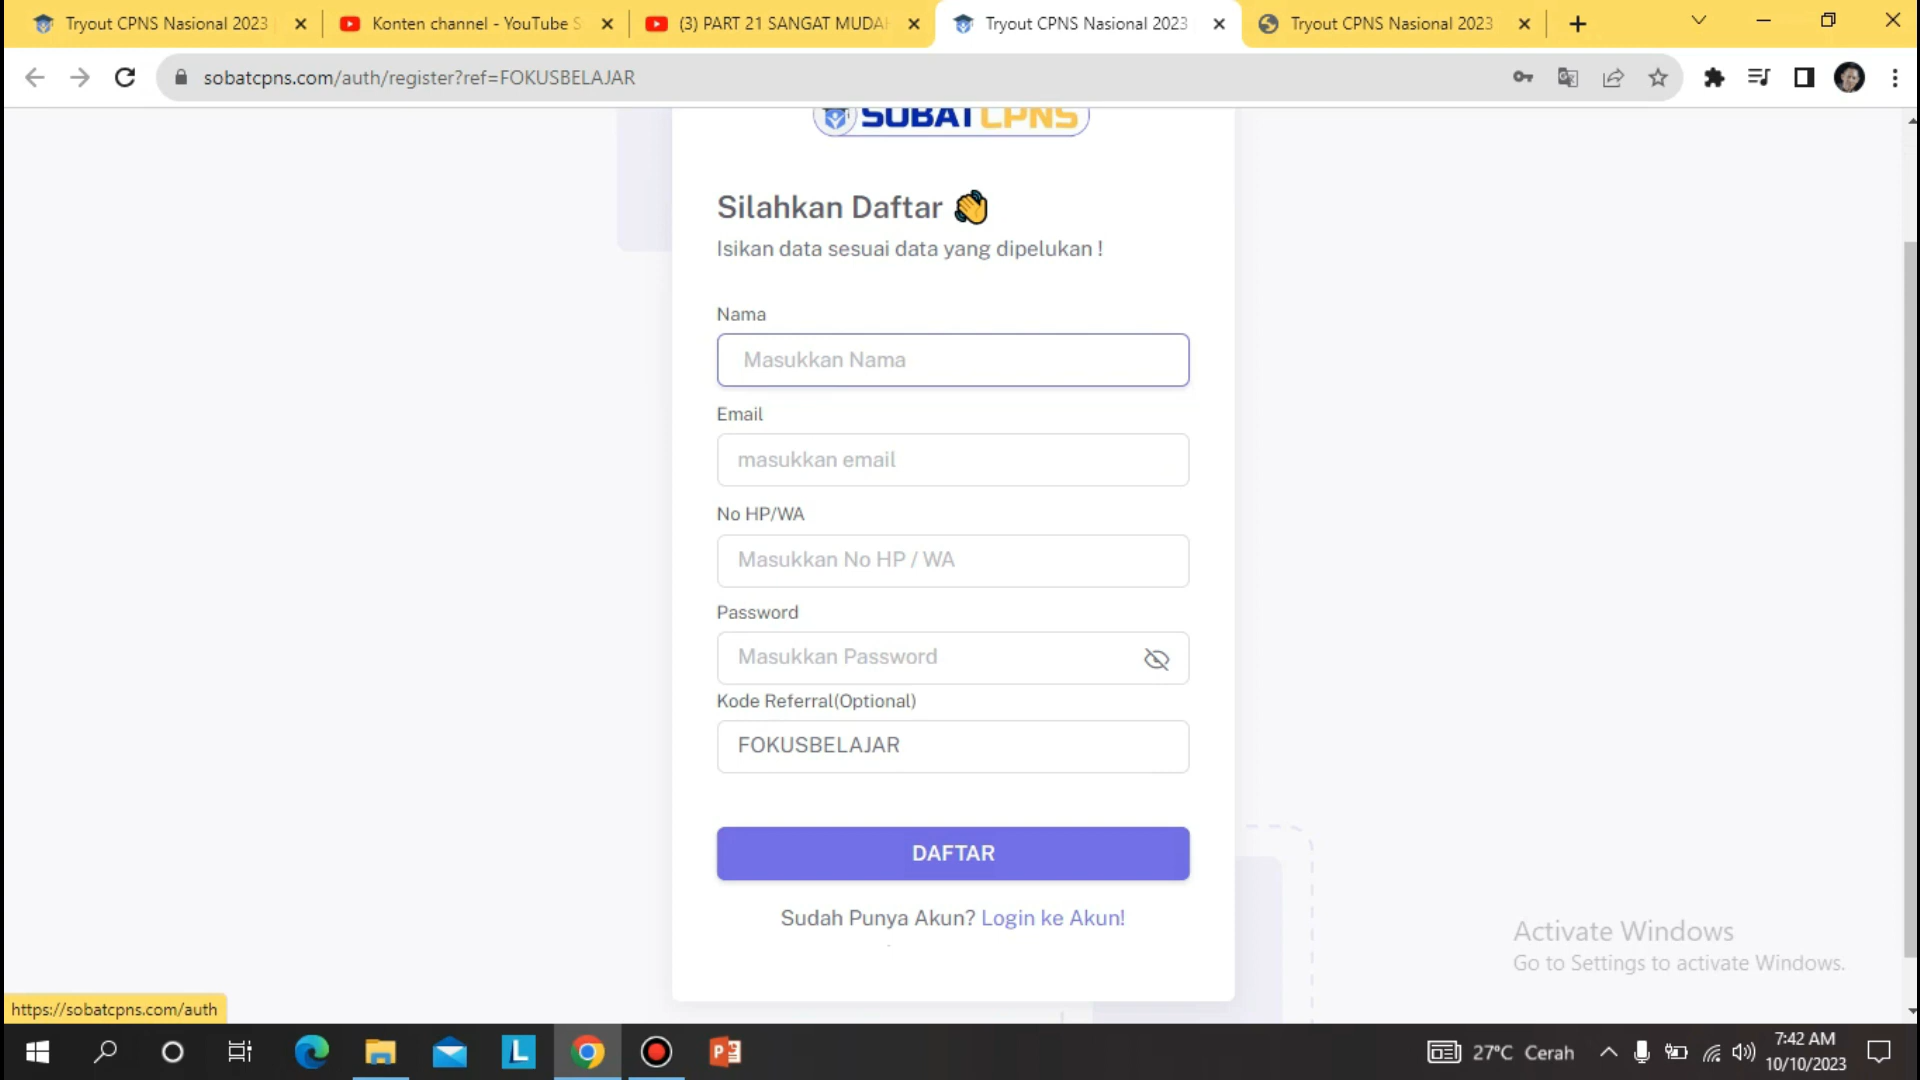 Tryout CPNS Nasional 2023
Konten channel - YouTube S
(3) PART 21 SANGAT MUDAH
Tryout CPNS Nasional 2023
Tryout CPNS Nasional 2023
sobatcpns.com/auth/register?ref=FOKUSBELAJAR
SOBAT CPNS
Silahkan Daftar 👋
Isikan data sesuai data yang dipelukan !
Nama
Masukkan Nama
Email
masukkan email
No HP/WA
Masukkan No HP / WA
Password
Masukkan Password
Kode Referral(Optional)
FOKUSBELAJAR
DAFTAR
Sudah Punya Akun? Login ke Akun!
Activate Windows
Go to Settings to activate Windows.
https://sobatcpns.com/auth
27°C Cerah
7:42 AM
10/10/2023